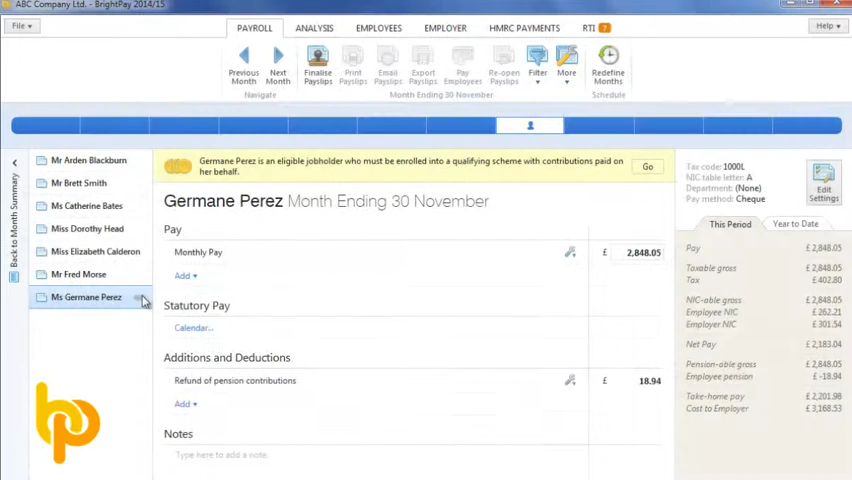 ABC Company Ltd. - BrightPay 2014/15
File
PAYROLL
ANALYSIS
EMPLOYEES
EMPLOYER
HMRC PAYMENTS
RTI 7
Help
Previous Month
Next Month
Finalise Payslips
Print Payslips
Email Payslips
Export Payslips
Pay Employees
Re-open Payslips
Filter
More
Redefine Months
Navigate
Month Ending 30 November
Schedule
Back to Month Summary
Mr Arden Blackburn
Mr Brett Smith
Ms Catherine Bates
Miss Dorothy Head
Miss Elizabeth Calderon
Mr Fred Morse
Ms Germane Perez
bp
Germane Perez is an eligible jobholder who must be enrolled into a qualifying scheme with contributions paid on
her behalf.
Go
Germane Perez Month Ending 30 November
Pay
Monthly Pay £ 2,848.05
Add
Statutory Pay
Calendar...
Additions and Deductions
Refund of pension contributions £ 18.94
Add
Notes
Type here to add a note.
Tax code: 1000L
NIC table letter: A
Department: (None)
Pay method: Cheque
Edit Settings
This Period
Year to Date
Pay £ 2,848.05
Taxable gross £ 2,848.05
Tax £ 402.80
NIC-able gross £ 2,848.05
Employee NIC £ 262.21
Employer NIC £ 301.54
Net Pay £ 2,183.04
Pension-able gross £ 2,848.05
Employee pension £ -18.94
Take-home pay £ 2,201.98
Cost to Employer £ 3,168.53